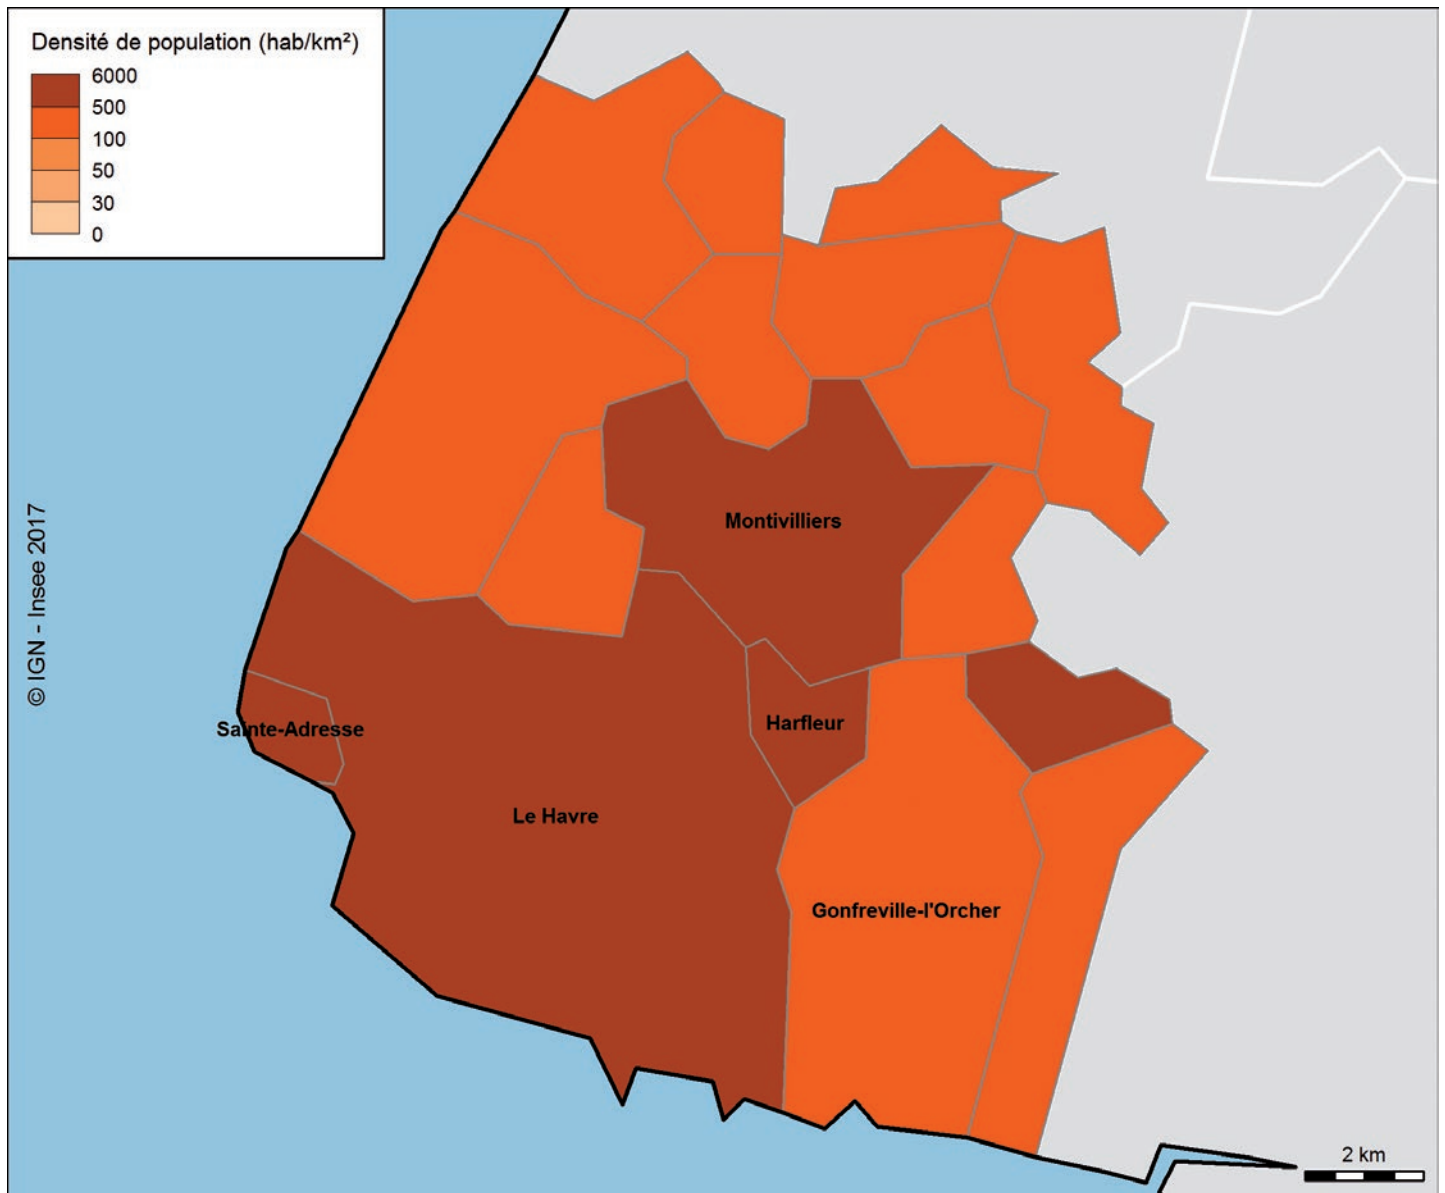 Densité de population (hab/km²)
6000
500
100
50
30
0
© IGN - Insee 2017
Montivilliers
Sainte-Adresse
Harfleur
Le Havre
Gonfreville-l'Orcher
2 km